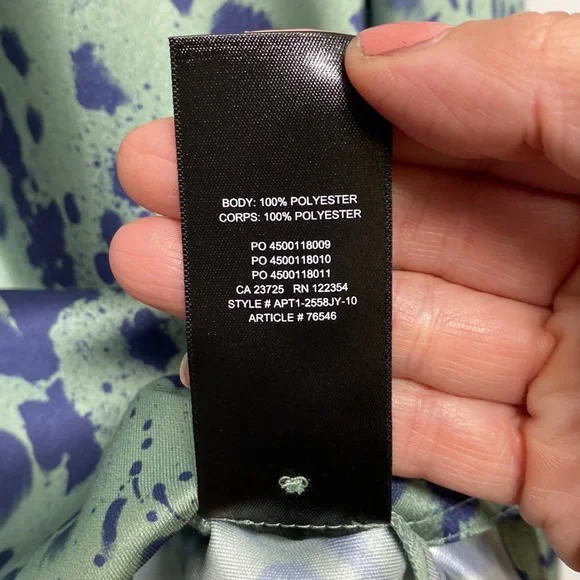 BODY: 100% POLYESTER
CORPS: 100% POLYESTER
PO 4500118009
PO 4500118010
PO 4500118011
CA 23725 RN 122354
STYLE # APT1-2558JY-10
ARTICLE # 76546